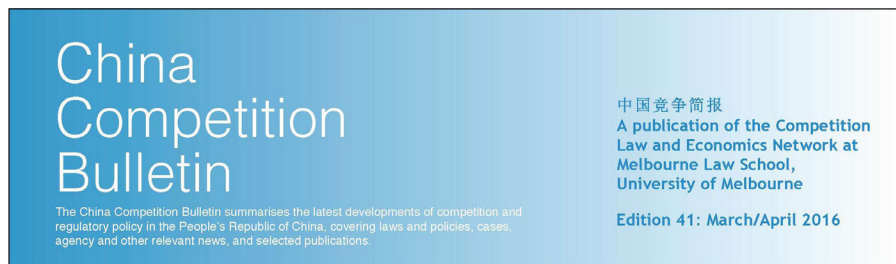 China
Competition
Bulletin
The China Competition Bulletin summarises the latest developments of competition and
regulatory policy in the People's Republic of China, covering laws and policies, cases,
agency and other relevant news, and selected publications.
中国竞争简报
A publication of the Competition
Law and Economics Network at
Melbourne Law School,
University of Melbourne
Edition 41: March/April 2016